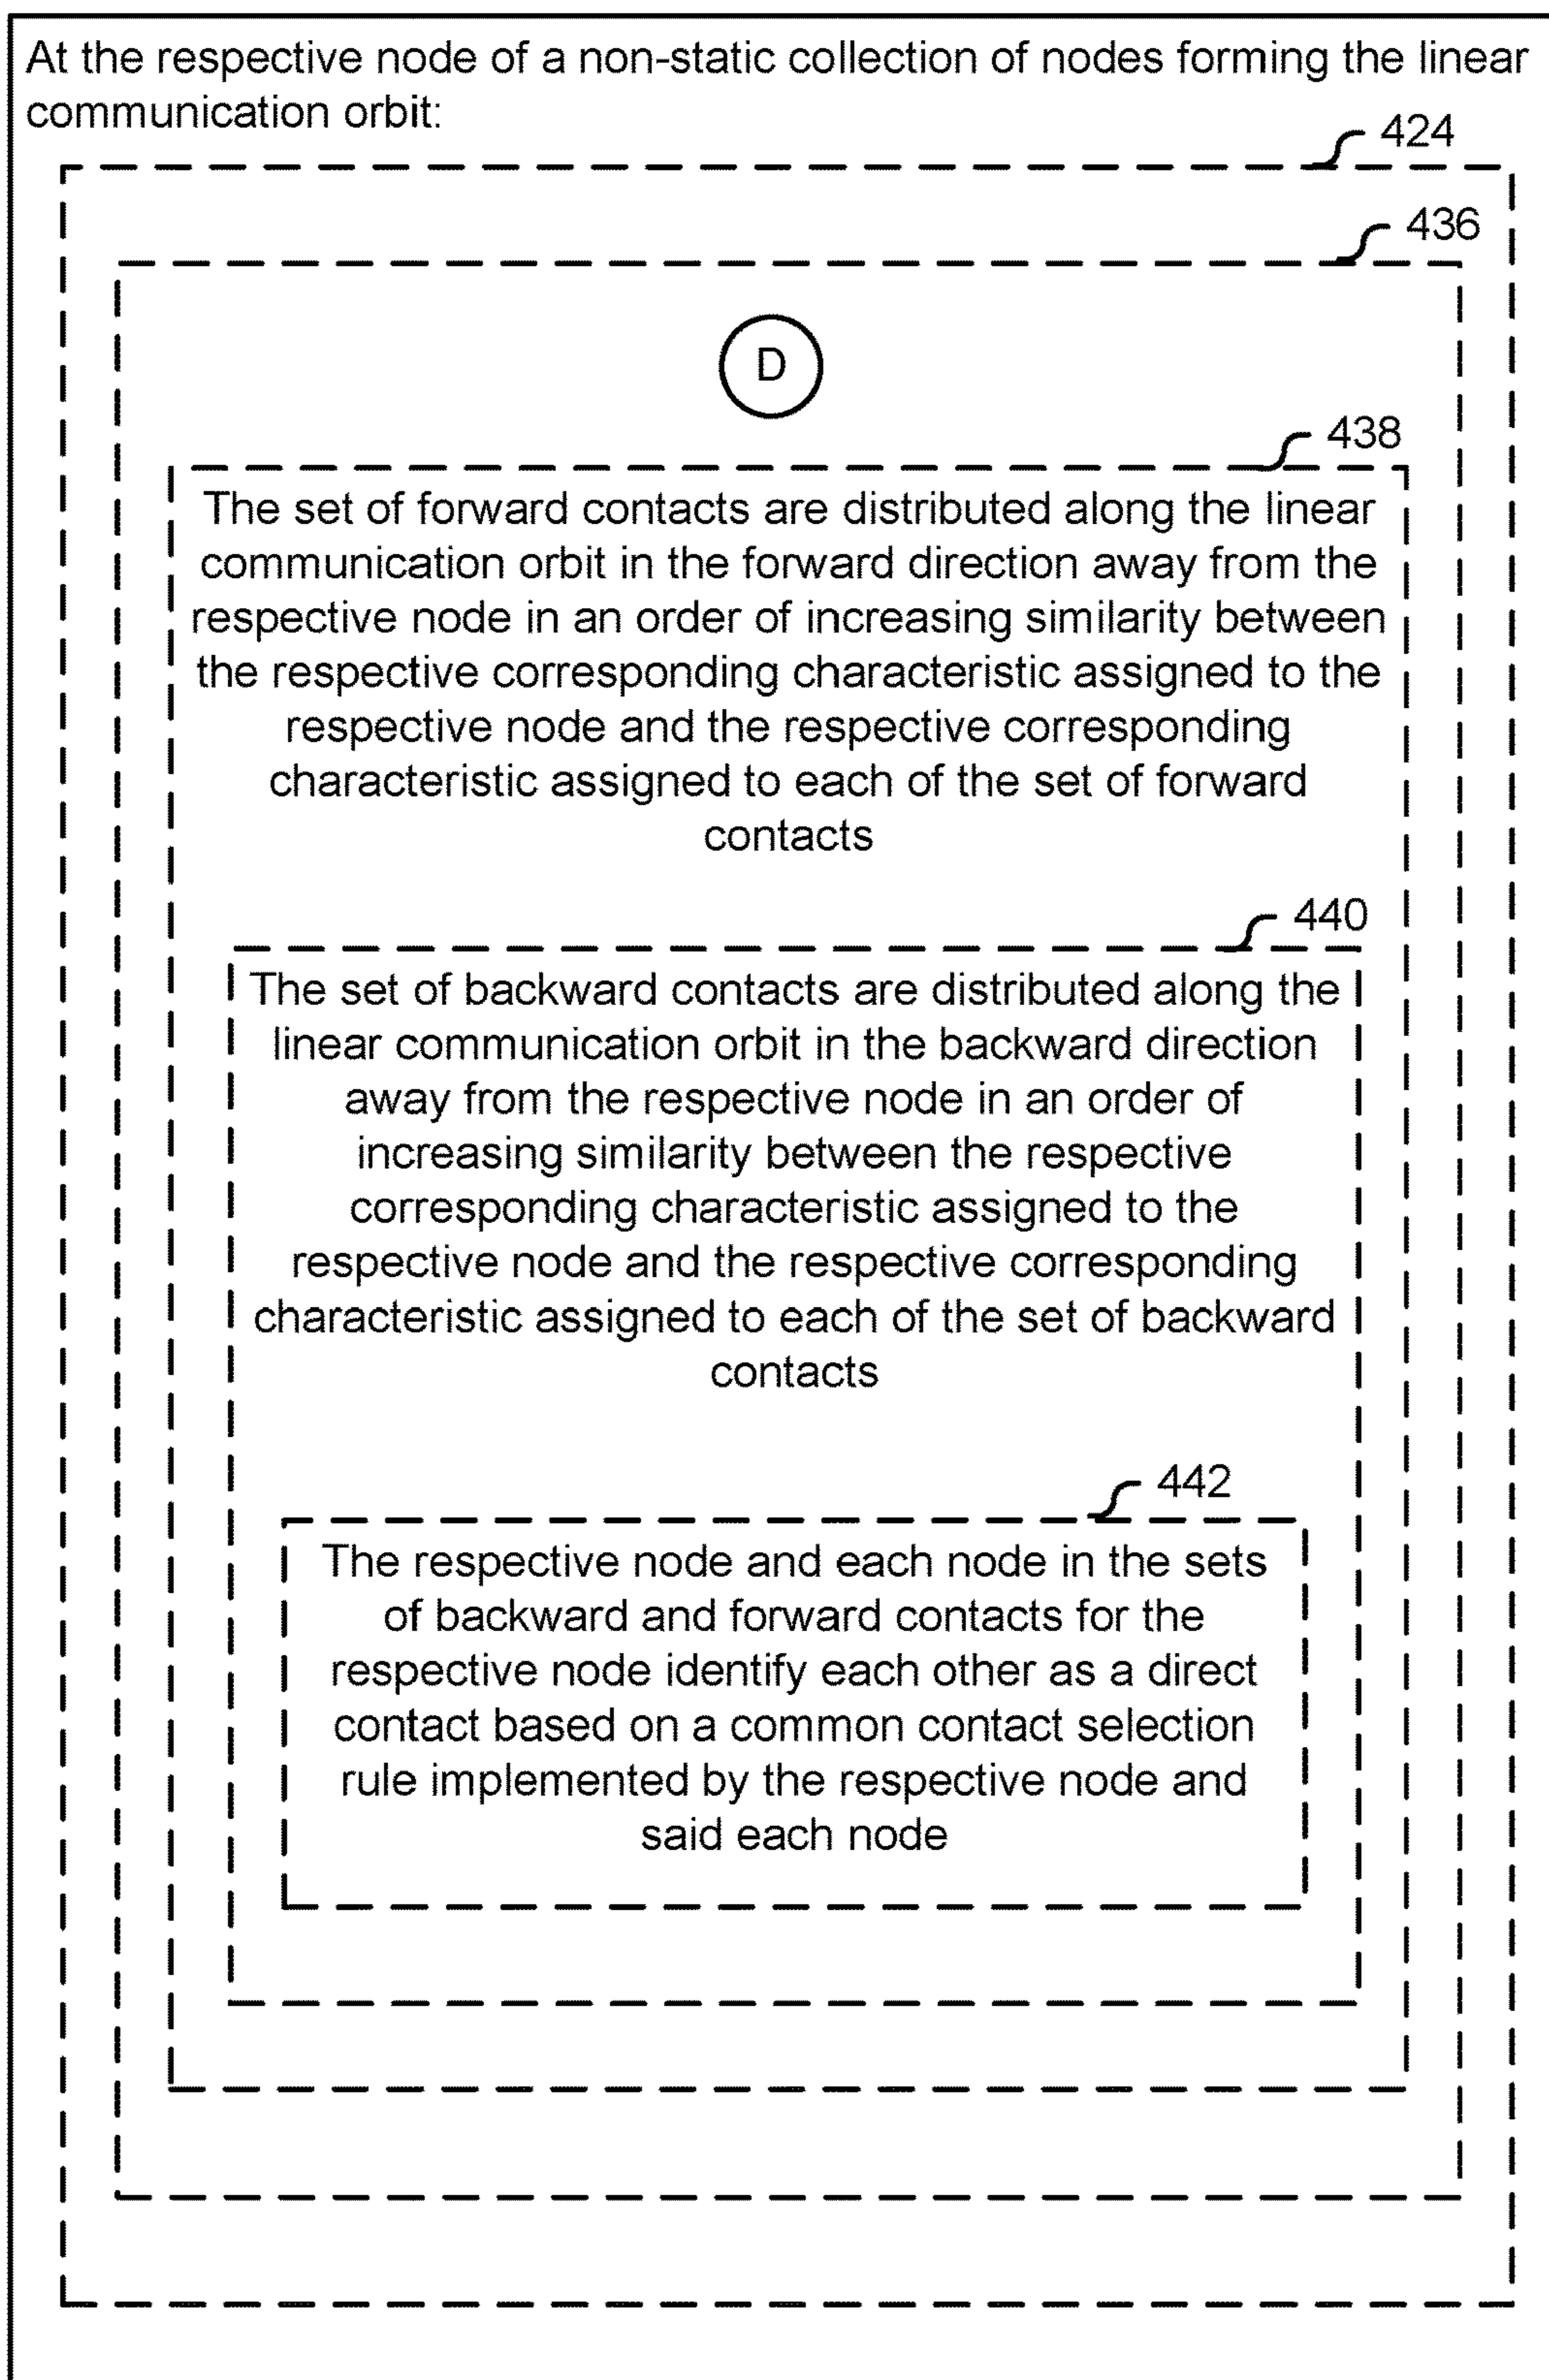 At the respective node of a non-static collection of nodes forming the linear
communication orbit:
424
436
D
438
The set of forward contacts are distributed along the linear
communication orbit in the forward direction away from the
respective node in an order of increasing similarity between
the respective corresponding characteristic assigned to the
respective node and the respective corresponding
characteristic assigned to each of the set of forward
contacts
440
The set of backward contacts are distributed along the
linear communication orbit in the backward direction
away from the respective node in an order of
increasing similarity between the respective
corresponding characteristic assigned to the
respective node and the respective corresponding
characteristic assigned to each of the set of backward
contacts
442
The respective node and each node in the sets
of backward and forward contacts for the
respective node identify each other as a direct
contact based on a common contact selection
rule implemented by the respective node and
said each node